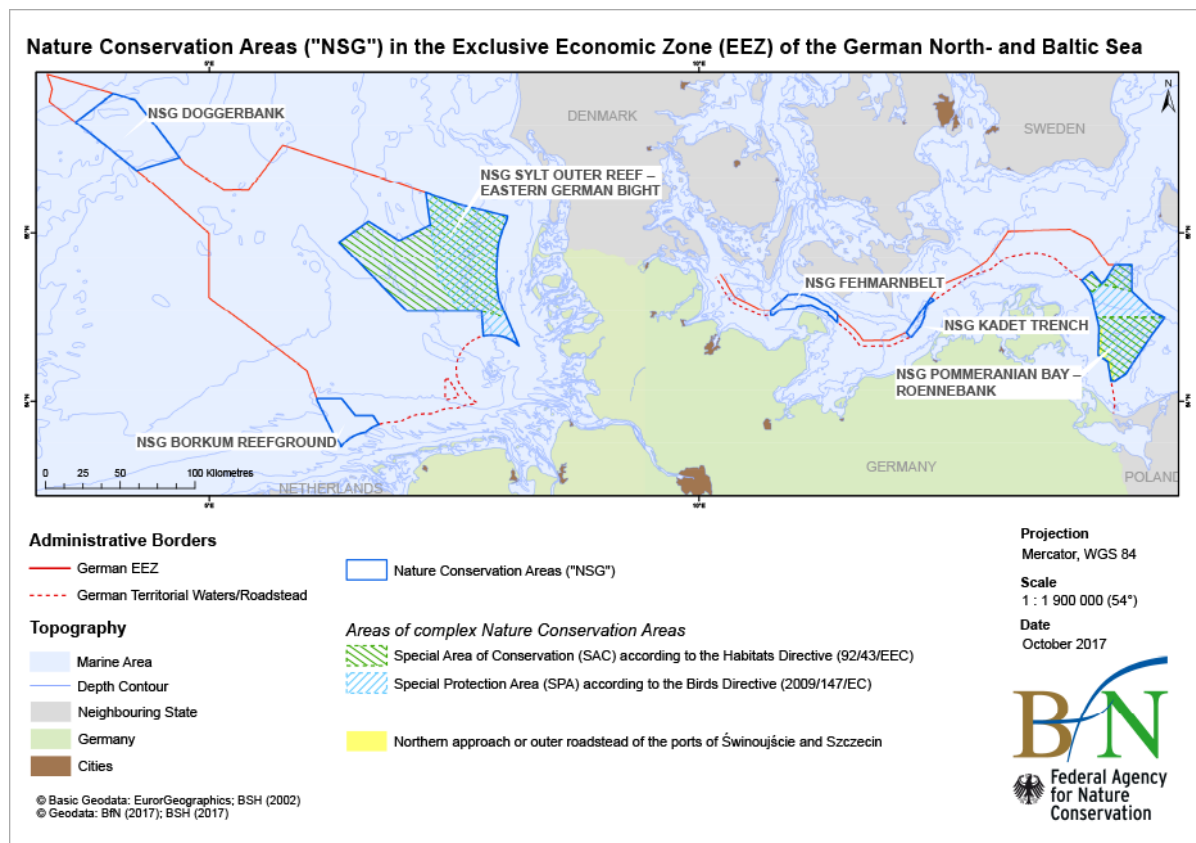 Nature Conservation Areas ("NSG") in the Exclusive Economic Zone (EEZ) of the German North- and Baltic Sea
5°E
10°E
N
NSG DOGGERBANK
DENMARK
SWEDEN
NSG SYLT OUTER REEF –
EASTERN GERMAN BIGHT
NSG FEHMARNBELT
NSG KADET TRENCH
NSG POMMERANIAN BAY –
ROENNEBANK
NSG BORKUM REEFGROUND
0 25 50 100 Kilometres
NETHERLANDS
GERMANY
POLAND
5°E
10°E
Administrative Borders
German EEZ
German Territorial Waters/Roadstead
Topography
Marine Area
Depth Contour
Neighbouring State
Germany
Cities
© Basic Geodata: EurorGeographics; BSH (2002)
© Geodata: BfN (2017); BSH (2017)
Nature Conservation Areas ("NSG")
Areas of complex Nature Conservation Areas
Special Area of Conservation (SAC) according to the Habitats Directive (92/43/EEC)
Special Protection Area (SPA) according to the Birds Directive (2009/147/EC)
Northern approach or outer roadstead of the ports of Świnoujście and Szczecin
Projection
Mercator, WGS 84
Scale
1 : 1 900 000 (54°)
Date
October 2017
BfN
Federal Agency
for Nature
Conservation